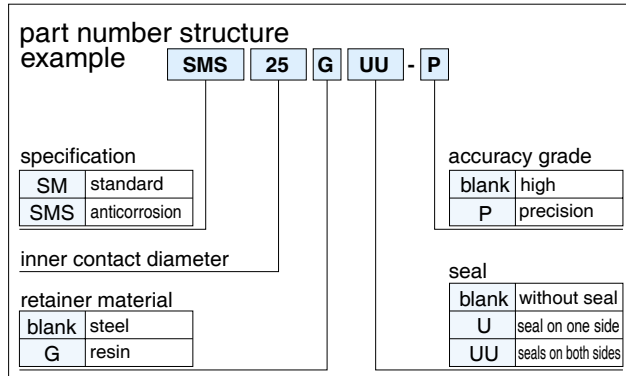 part number structure
example SMS 25 G UU - P
specification
SM standard
SMS anticorrosion
inner contact diameter
retainer material
blank steel
G resin
accuracy grade
blank high
P precision
seal
blank without seal
U seal on one side
UU seals on both sides